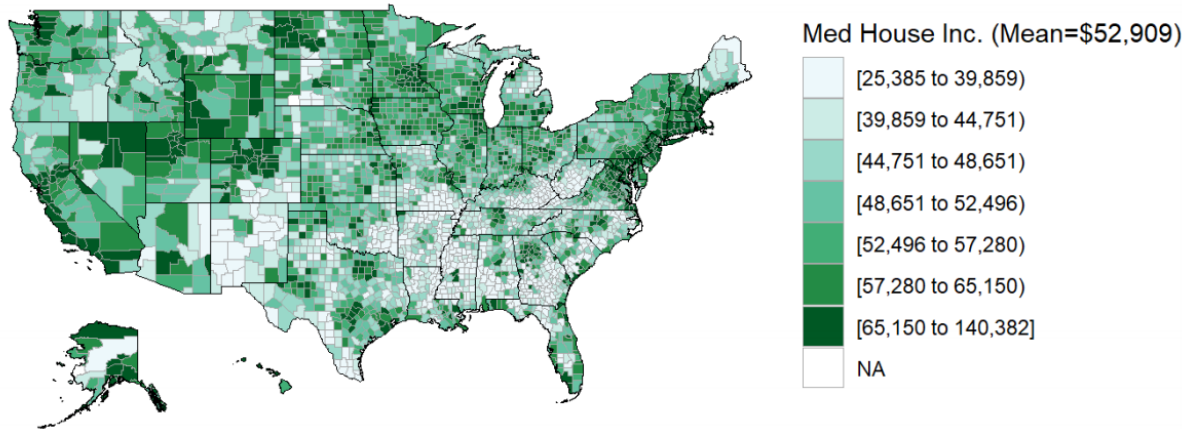 Med House Inc. (Mean=$52,909)
[25,385 to 39,859)
[39,859 to 44,751)
[44,751 to 48,651)
[48,651 to 52,496)
[52,496 to 57,280)
[57,280 to 65,150)
[65,150 to 140,382]
NA